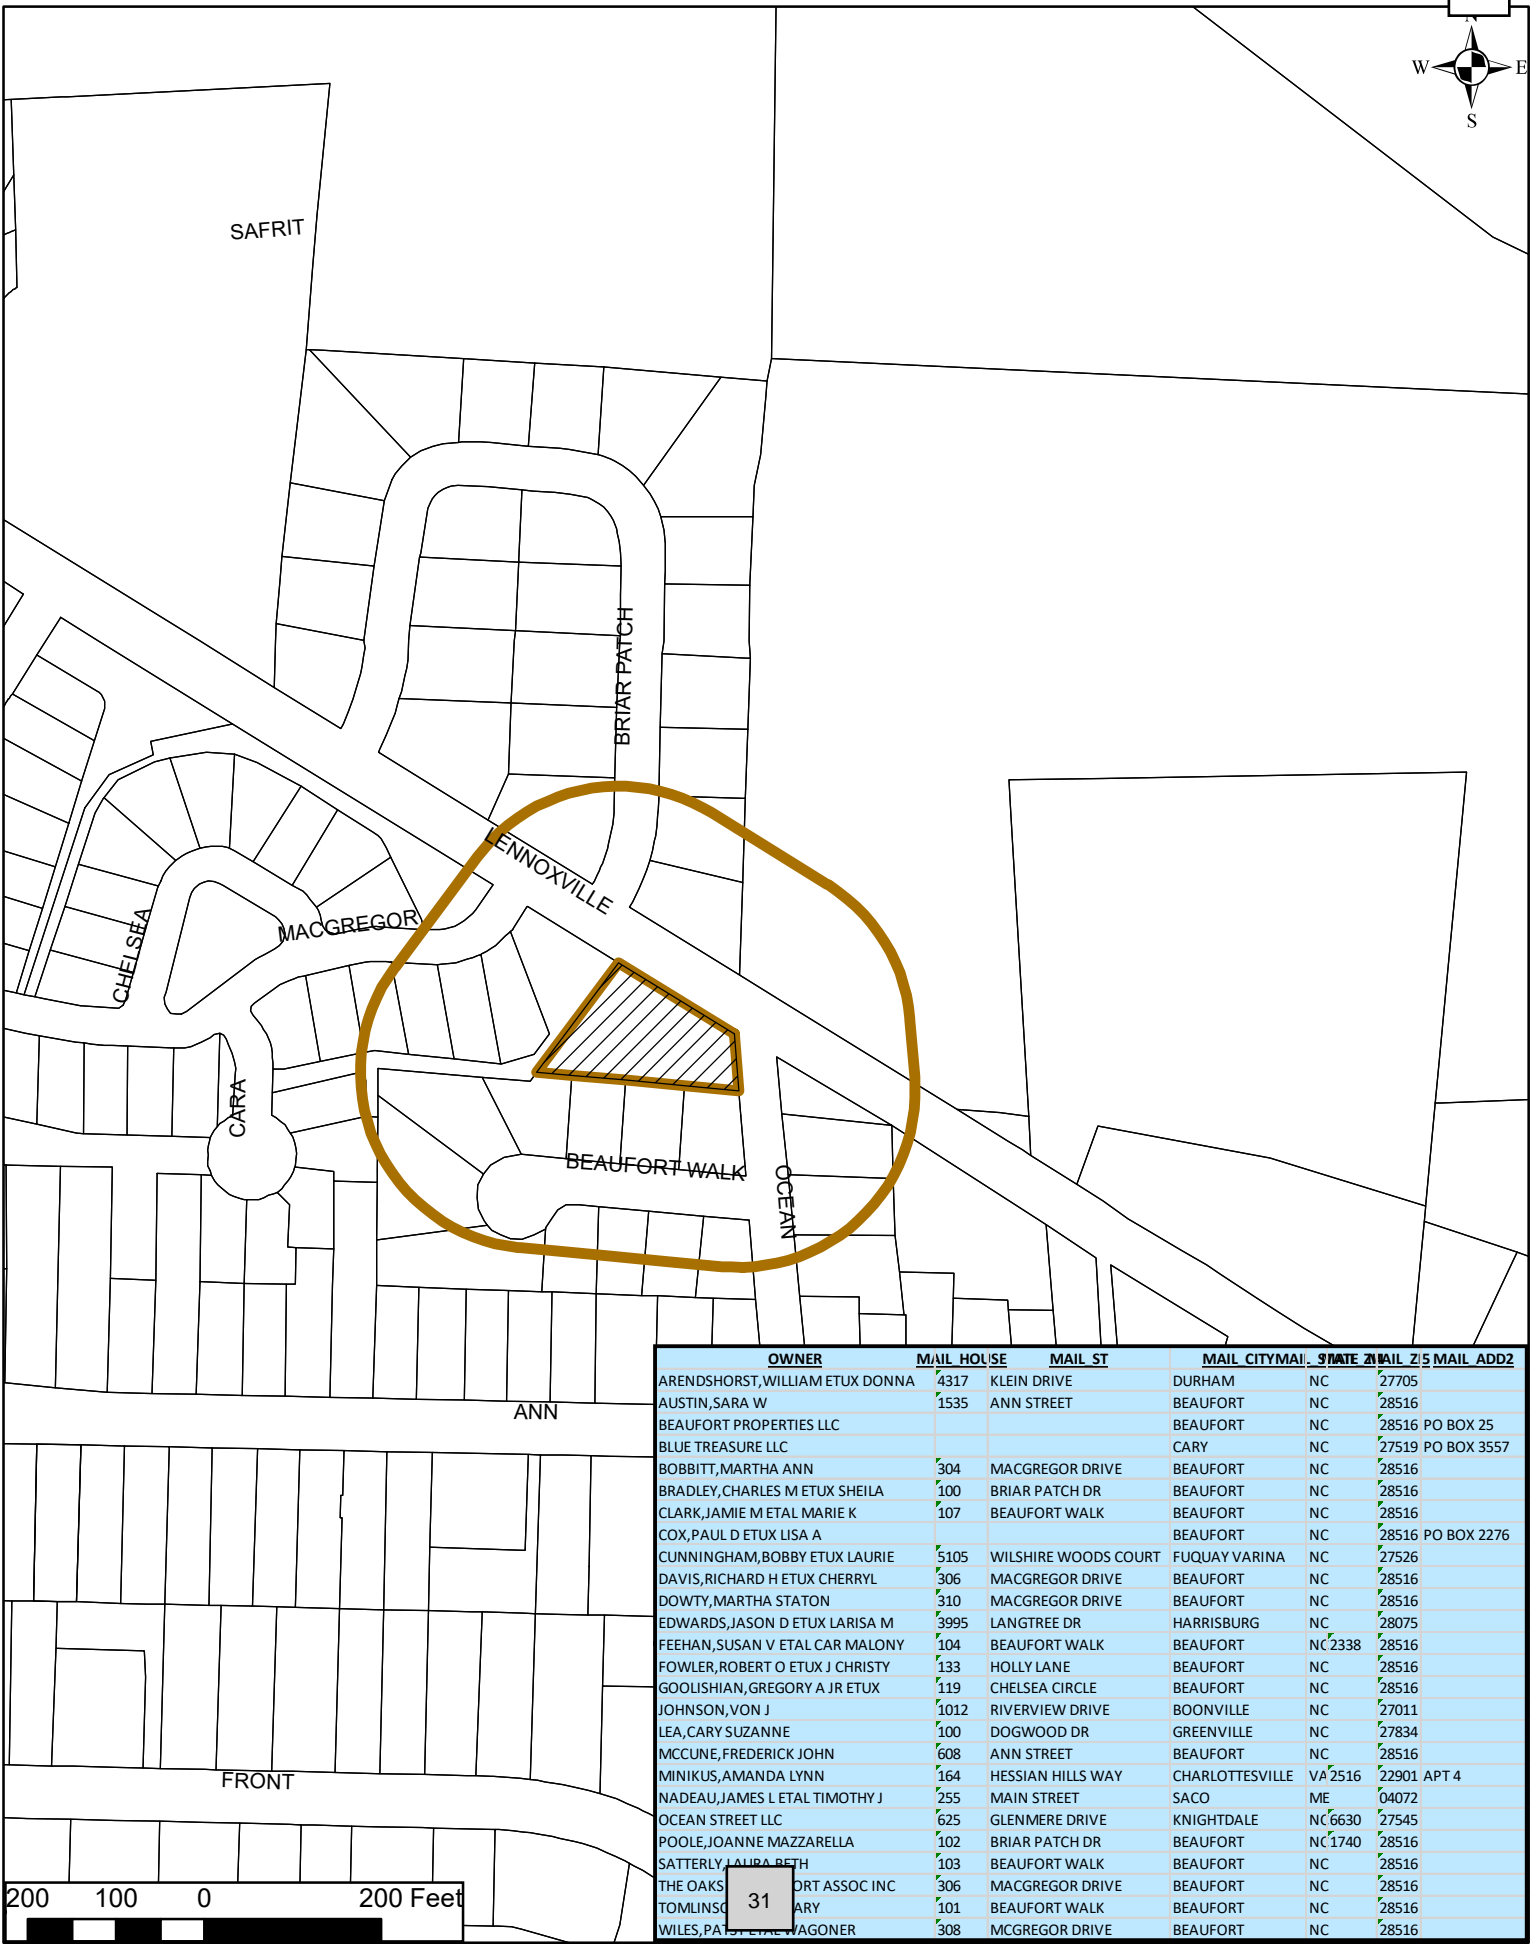 N
W E
S
SAFRIT
BRIAR PATCH
LENNOXVILLE
MACGREGOR
CHELSEA
CARA
BEAUFORT WALK
OCEAN
ANN
FRONT
200 100 0 200 Feet
OWNER MAIL_HOUSE MAIL_ST MAIL_CITY MAIL_ZI5 MAIL_ADD2
ARENDSHORST,WILLIAM ETUX DONNA 4317 KLEIN DRIVE DURHAM NC 27705
AUSTIN,SARA W 1535 ANN STREET BEAUFORT NC 28516
BEAUFORT PROPERTIES LLC BEAUFORT NC 28516 PO BOX 25
BLUE TREASURE LLC CARY NC 27519 PO BOX 3557
BOBBITT,MARTHA ANN 304 MACGREGOR DRIVE BEAUFORT NC 28516
BRADLEY,CHARLES M ETUX SHEILA 100 BRIAR PATCH DR BEAUFORT NC 28516
CLARK,JAMIE M ETAL MARIE K 107 BEAUFORT WALK BEAUFORT NC 28516
COX,PAUL D ETUX LISA A BEAUFORT NC 28516 PO BOX 2276
CUNNINGHAM,BOBBY ETUX LAURIE 5105 WILSHIRE WOODS COURT FUQUAY VARINA NC 27526
DAVIS,RICHARD H ETUX CHERRYL 306 MACGREGOR DRIVE BEAUFORT NC 28516
DOWTY,MARTHA STATON 310 MACGREGOR DRIVE BEAUFORT NC 28516
EDWARDS,JASON D ETUX LARISA M 3995 LANGTREE DR HARRISBURG NC 28075
FEEHAN,SUSAN V ETAL CAR MALONY 104 BEAUFORT WALK BEAUFORT NC 2338 28516
FOWLER,ROBERT O ETUX J CHRISTY 133 HOLLY LANE BEAUFORT NC 28516
GOOLISHIAN,GREGORY A JR ETUX 119 CHELSEA CIRCLE BEAUFORT NC 28516
JOHNSON,VON J 1012 RIVERVIEW DRIVE BOONVILLE NC 27011
LEA,CARY SUZANNE 100 DOGWOOD DR GREENVILLE NC 27834
MCCUNE,FREDERICK JOHN 608 ANN STREET BEAUFORT NC 28516
MINIKUS,AMANDA LYNN 164 HESSIAN HILLS WAY CHARLOTTESVILLE VA 2516 22901 APT 4
NADEAU,JAMES L ETAL TIMOTHY J 255 MAIN STREET SACO ME 04072
OCEAN STREET LLC 625 GLENMERE DRIVE KNIGHTDALE NC 6630 27545
POOLE,JOANNE MAZZARELLA 102 BRIAR PATCH DR BEAUFORT NC 1740 28516
SATTERLY,LAURA BETH 103 BEAUFORT WALK BEAUFORT NC 28516
THE OAKS ORT ASSOC INC 306 MACGREGOR DRIVE BEAUFORT NC 28516
ARY 101 BEAUFORT WALK BEAUFORT NC 28516
WAGONER 308 MCGREGOR DRIVE BEAUFORT NC 28516
31